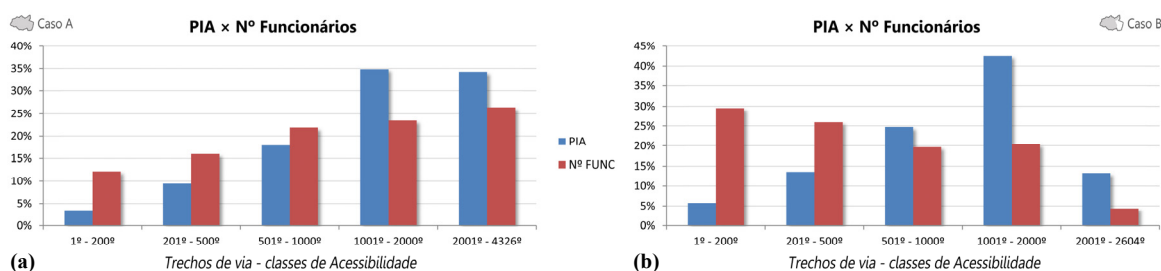 Caso A
PIA × Nº Funcionários
40%
35%
30%
25%
20%
15%
10%
5%
0%
1º - 200º
201º - 500º
501º - 1000º
1001º - 2000º
2001º - 4326º
(a)
Trechos de via - classes de Acessibilidade
PIA
Nº FUNC
PIA × Nº Funcionários
Caso B
45%
40%
35%
30%
25%
20%
15%
10%
5%
0%
1º - 200º
201º - 500º
501º - 1000º
1001º - 2000º
2001º - 2604º
(b)
Trechos de via - classes de Acessibilidade